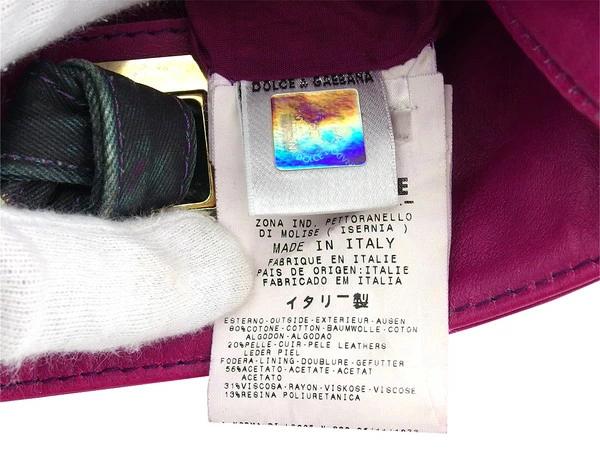 DOLCE & GABBANA
E
ZONA IND. PETTORANELLO
DI MOLISE ( ISERNIA )
MADE IN ITALY
FABRIQUE EN ITALIE
PAIS DE ORIGEN:ITALIE
FABRICADO EM ITALIA
イタリー製
ESTERNO-OUTSIDE-EXTERIEUR-AUSEN
80%COTONE-COTTON-BAUMWOLLE-COTON
ALGODON-ALGODAO
20%PELLE-CUIR-PELE LEATHERS
LEDER PIEL
FODERA-LINING-DOUBLURE-GEFUTTER
56%ACETATO-ACETATE-ACETAT
ACETATO
31%VISCOSA-RAYON-VISKOSE-VISCOSE
13%RESINA POLIURETANICA